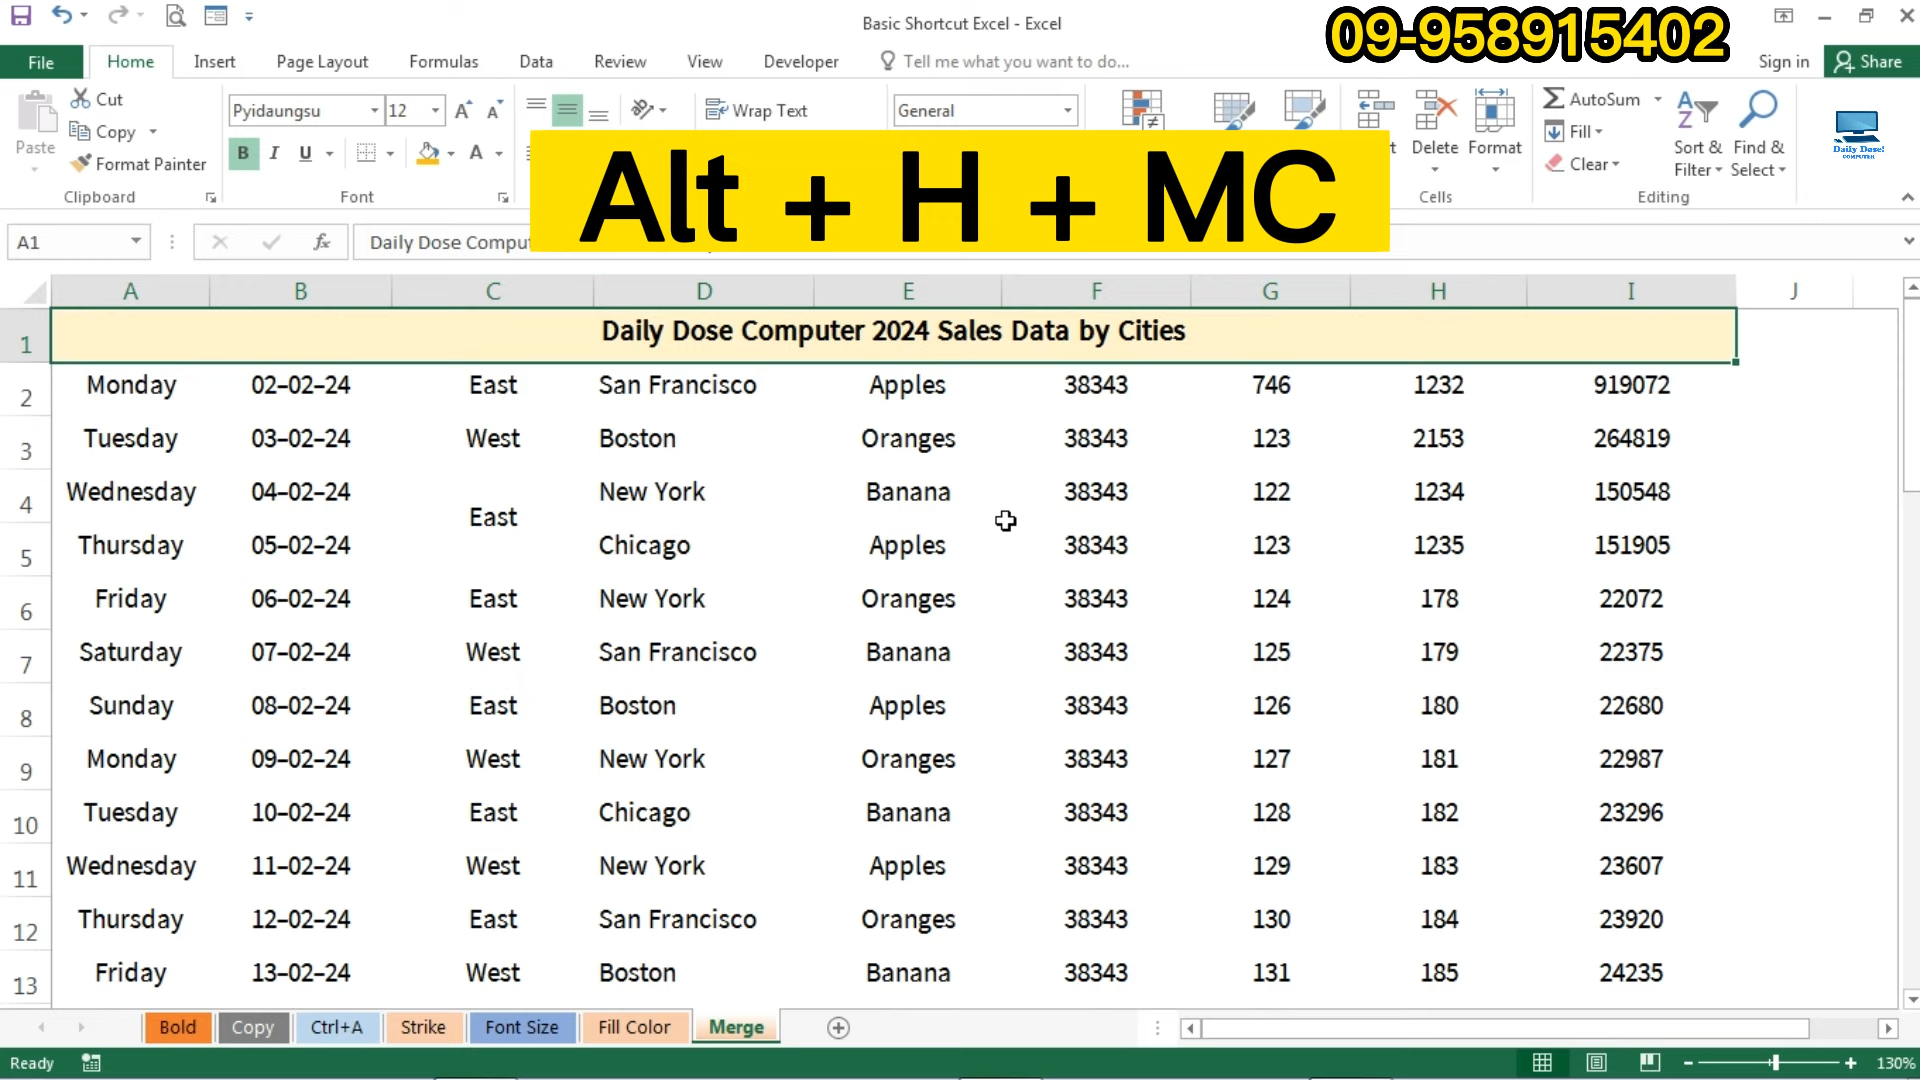 Basic Shortcut Excel - Excel
09-958915402
File Home Insert Page Layout Formulas Data Review View Developer Tell me what you want to do... Sign in Share
Cut
Copy
Format Painter
Paste
Clipboard
Pyidaungsu 12
B I U A
Font
Wrap Text
General
Delete Format
Cells
AutoSum
Fill
Clear
Sort & Filter
Find & Select
Editing
Daily Dose!
COMPUTER
Alt + H + MC
A1 fx Daily Dose Compu
A B C D E F G H I J
1 Daily Dose Computer 2024 Sales Data by Cities
2 Monday 02-02-24 East San Francisco Apples 38343 746 1232 919072
3 Tuesday 03-02-24 West Boston Oranges 38343 123 2153 264819
4 Wednesday 04-02-24 New York Banana 38343 122 1234 150548
East
5 Thursday 05-02-24 Chicago Apples 38343 123 1235 151905
6 Friday 06-02-24 East New York Oranges 38343 124 178 22072
7 Saturday 07-02-24 West San Francisco Banana 38343 125 179 22375
8 Sunday 08-02-24 East Boston Apples 38343 126 180 22680
9 Monday 09-02-24 West New York Oranges 38343 127 181 22987
10 Tuesday 10-02-24 East Chicago Banana 38343 128 182 23296
11 Wednesday 11-02-24 West New York Apples 38343 129 183 23607
12 Thursday 12-02-24 East San Francisco Oranges 38343 130 184 23920
13 Friday 13-02-24 West Boston Banana 38343 131 185 24235
Bold Copy Ctrl+A Strike Font Size Fill Color Merge
Ready 130%